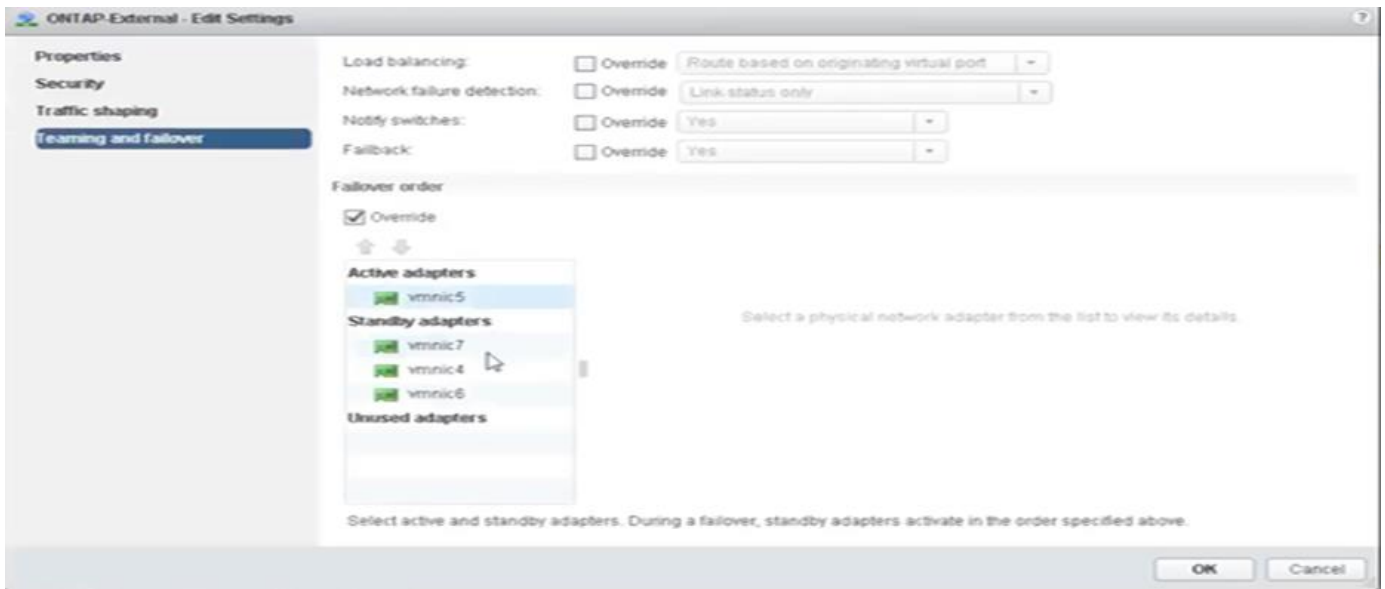 ONTAP-External - Edit Settings ?
Properties
Security
Traffic shaping
Teaming and failover
Load balancing: Override Route based on originating virtual port
Network failure detection: Override Link status only
Notify switches: Override Yes
Failback: Override Yes
Failover order
Override
Active adapters
vmnic5
Standby adapters
vmnic7
vmnic4
vmnic6
Unused adapters
Select a physical network adapter from the list to view its details.
Select active and standby adapters. During a failover, standby adapters activate in the order specified above.
OK Cancel